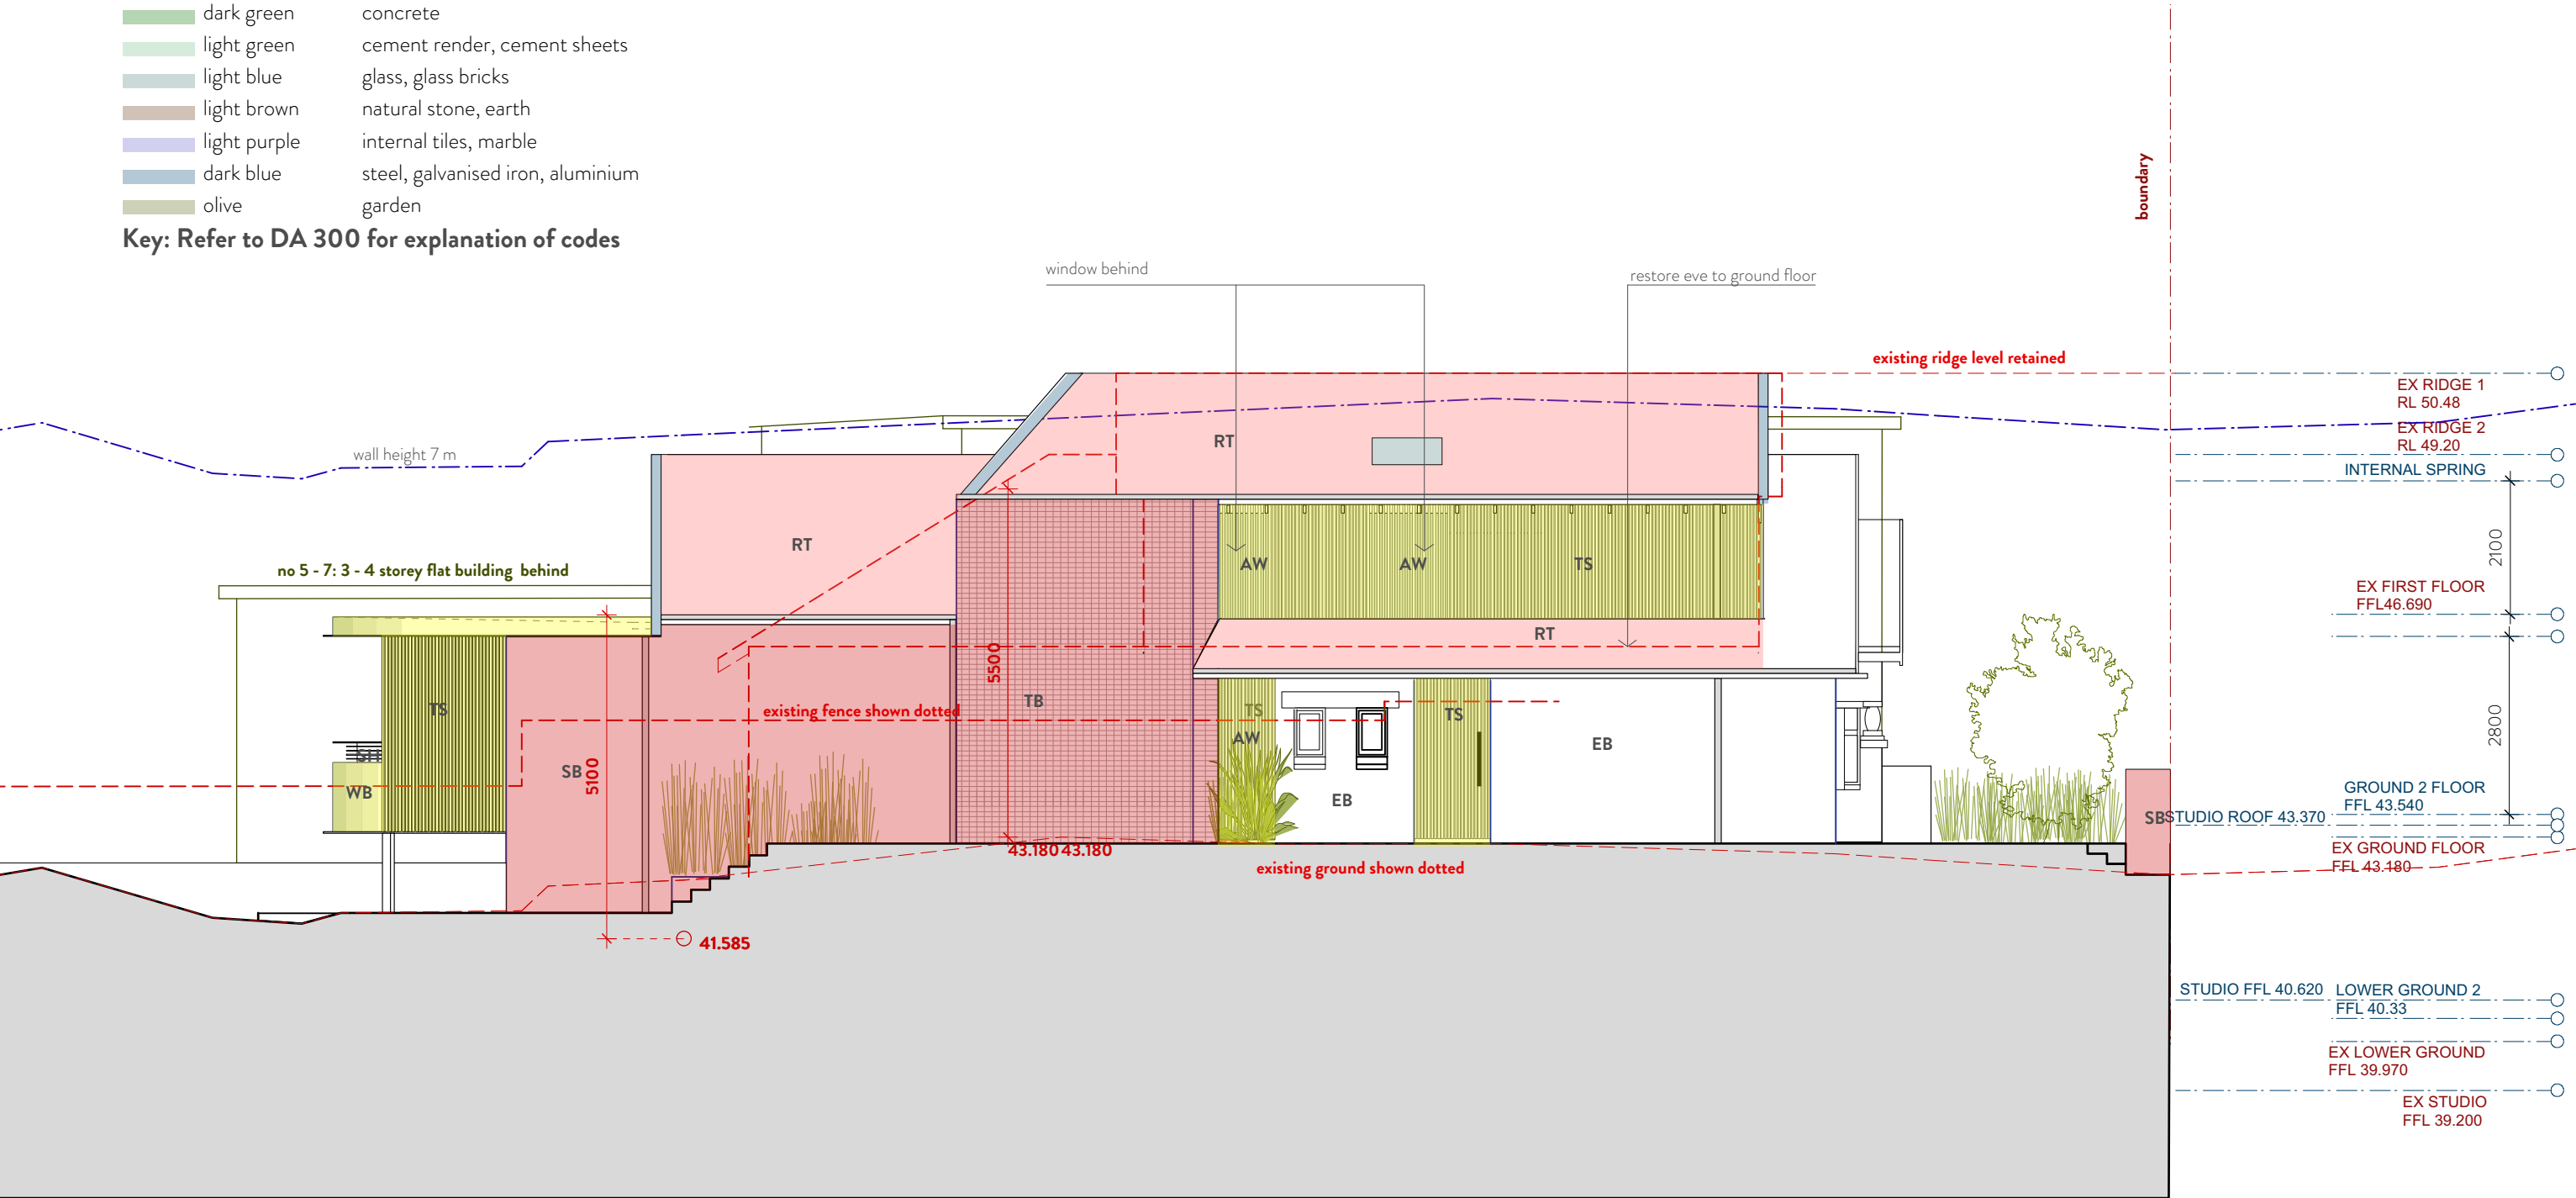 dark green concrete
light green cement render, cement sheets
light blue glass, glass bricks
light brown natural stone, earth
light purple internal tiles, marble
dark blue steel, galvanised iron, aluminium
olive garden
Key: Refer to DA 300 for explanation of codes
boundary
window behind
restore eve to ground floor
existing ridge level retained
EX RIDGE 1
RL 50.48
EX RIDGE 2
RL 49.20
INTERNAL SPRING
wall height 7 m
RT
RT
no 5 - 7: 3 - 4 storey flat building behind
AW
AW
TS
2100
EX FIRST FLOOR
FFL46.690
RT
5500
TS
TB
existing fence shown dotted
TS
AW
TS
EB
2800
SH
SB
5100
WB
EB
GROUND 2 FLOOR
FFL 43.540
SB
STUDIO ROOF 43.370
43.180
43.180
EX GROUND FLOOR
FFL 43.180
existing ground shown dotted
41.585
STUDIO FFL 40.620
LOWER GROUND 2
FFL 40.33
EX LOWER GROUND
FFL 39.970
EX STUDIO
FFL 39.200